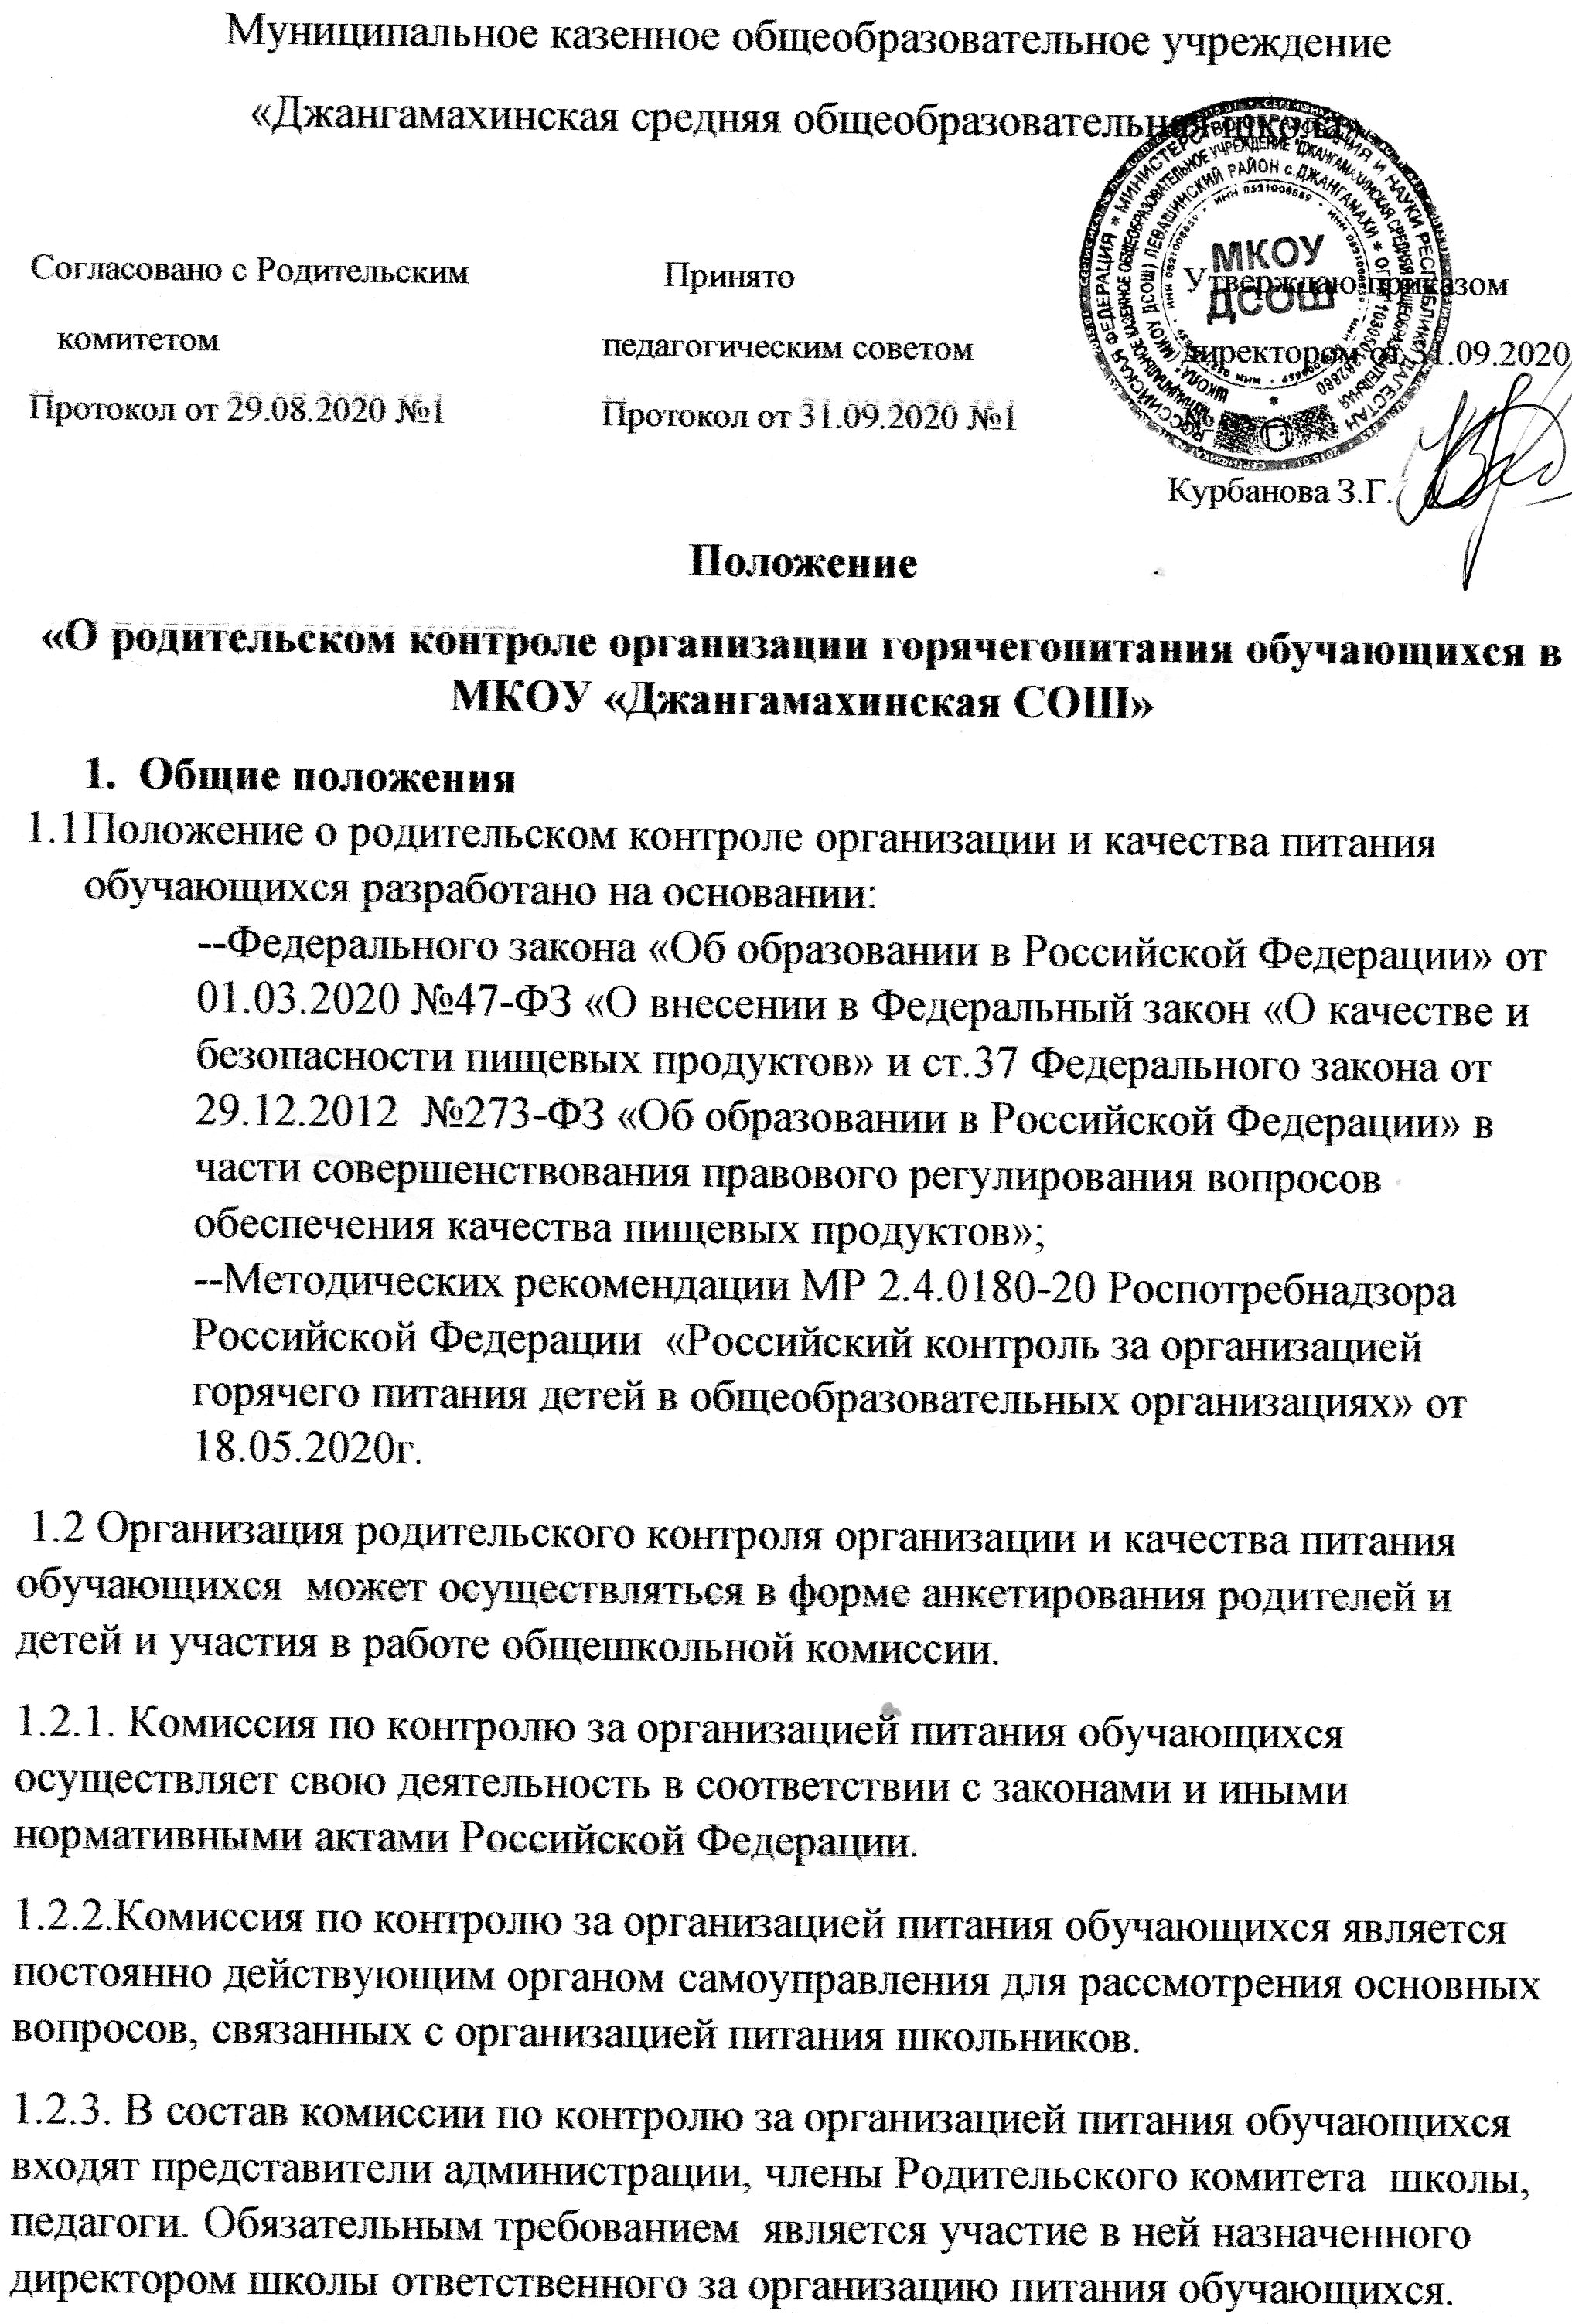 Муниципальное казенное общеобразовательное учреждение
«Джангамахинская средняя общеобразовательная школа»
Согласовано с Родительским
комитетом
Протокол от 29.08.2020 №1
Принято
педагогическим советом
Протокол от 31.09.2020 №1
Утверждаю приказом
директором от 31.09.2020
№
Курбанова З.Г.
МКОУ
ДСОШ
Положение
«О родительском контроле организации горячегопитания обучающихся в
МКОУ «Джангамахинская СОШ»
1. Общие положения
1.1Положение о родительском контроле организации и качества питания
обучающихся разработано на основании:
--Федерального закона «Об образовании в Российской Федерации» от
01.03.2020 №47-ФЗ «О внесении в Федеральный закон «О качестве и
безопасности пищевых продуктов» и ст.37 Федерального закона от
29.12.2012 №273-ФЗ «Об образовании в Российской Федерации» в
части совершенствования правового регулирования вопросов
обеспечения качества пищевых продуктов»;
--Методических рекомендации МР 2.4.0180-20 Роспотребнадзора
Российской Федерации «Российский контроль за организацией
горячего питания детей в общеобразовательных организациях» от
18.05.2020г.
1.2 Организация родительского контроля организации и качества питания
обучающихся может осуществляться в форме анкетирования родителей и
детей и участия в работе общешкольной комиссии.
1.2.1. Комиссия по контролю за организацией питания обучающихся
осуществляет свою деятельность в соответствии с законами и иными
нормативными актами Российской Федерации.
1.2.2.Комиссия по контролю за организацией питания обучающихся является
постоянно действующим органом самоуправления для рассмотрения основных
вопросов, связанных с организацией питания школьников.
1.2.3. В состав комиссии по контролю за организацией питания обучающихся
входят представители администрации, члены Родительского комитета школы,
педагоги. Обязательным требованием является участие в ней назначенного
директором школы ответственного за организацию питания обучающихся.